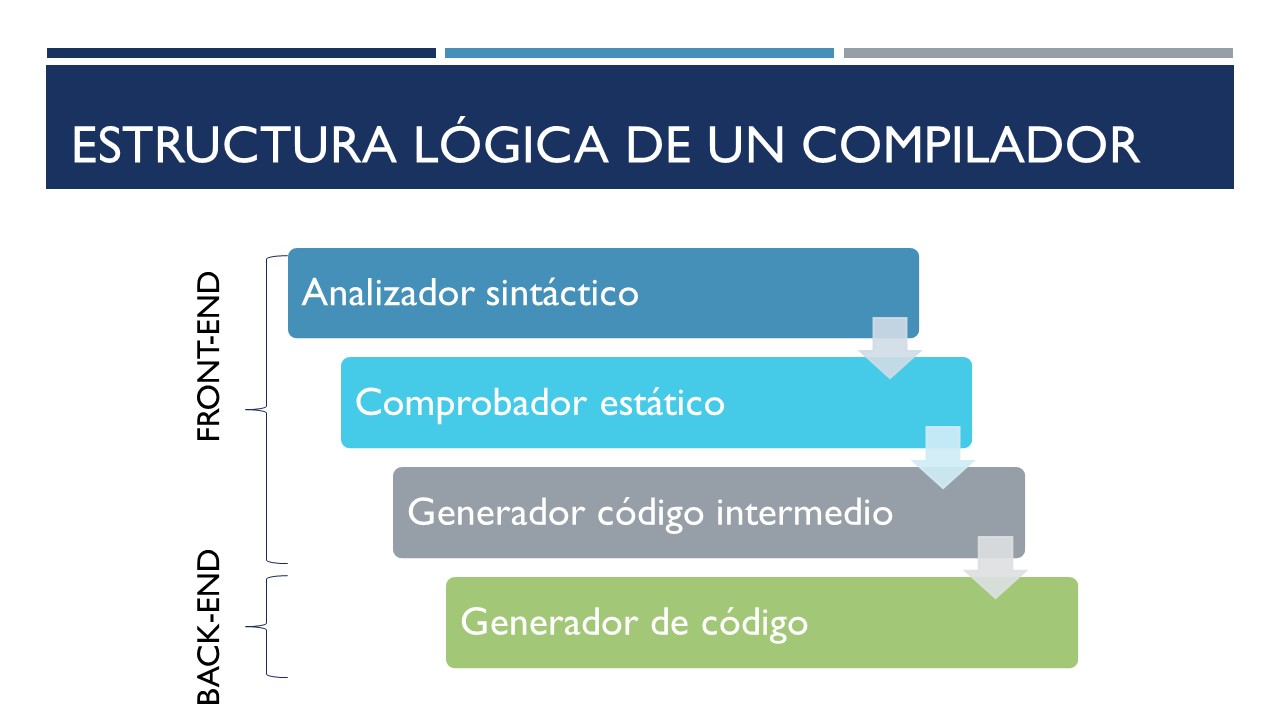 ESTRUCTURA LÓGICA DE UN COMPILADOR
FRONT-END
Analizador sintáctico
Comprobador estático
Generador código intermedio
BACK-END
Generador de código